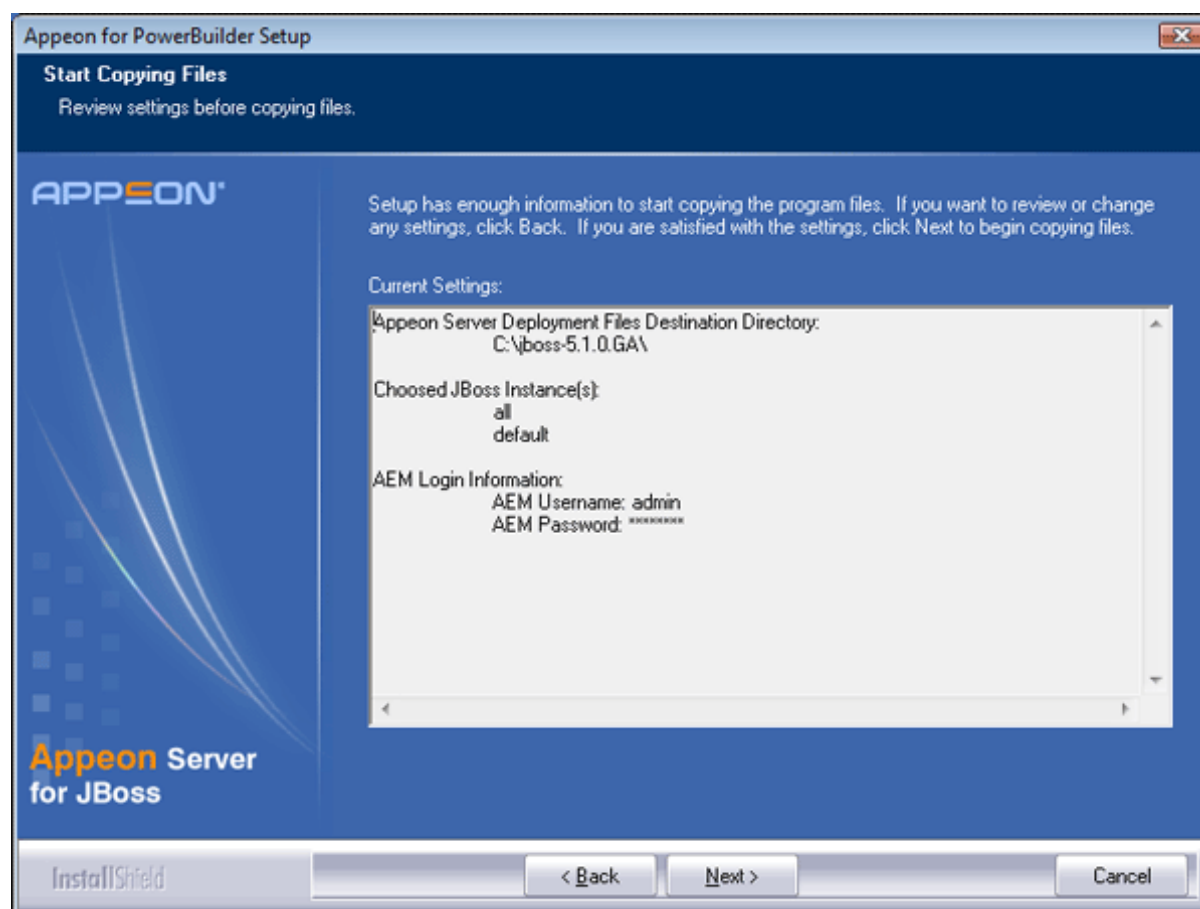 Appeon for PowerBuilder Setup
Start Copying Files
Review settings before copying files.
APPEON
Setup has enough information to start copying the program files. If you want to review or change
any settings, click Back. If you are satisfied with the settings, click Next to begin copying files.
Current Settings:
Appeon Server Deployment Files Destination Directory:
C:\jboss-5.1.0.GA\
Choosed JBoss Instance(s):
all
default
AEM Login Information:
AEM Username: admin
AEM Password: ********
Appeon Server
for JBoss
InstallShield
< Back
Next >
Cancel